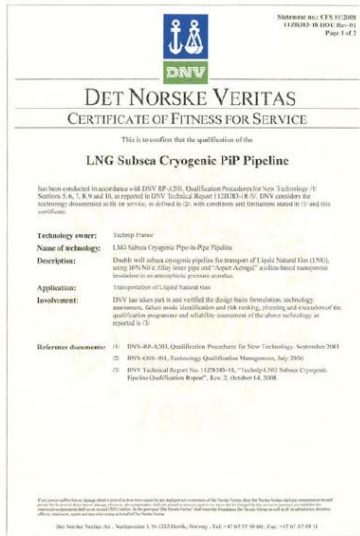 Statement no.: CFS 01/2008
Page 1 of 2
DNV
DET NORSKE VERITAS
CERTIFICATE OF FITNESS FOR SERVICE
This is to confirm that the qualification of the
LNG Subsea Cryogenic PiP Pipeline
has been conducted in accordance with DNV RP-A203, Qualification Procedures for New Technology /1/
Sections 5, 6, 7, 8, 9 and 10, as reported in DNV Technical Report 11ZB383-18 /3/. DNV considers the
technology documented as fit for service, as defined in /2/, with conditions and limitations stated in /3/ and this
certificate.
Technology owner: Technip France
Name of technology: LNG Subsea Cryogenic Pipe-in-Pipe Pipeline
Description: Double wall subsea cryogenic pipeline for transport of Liquid Natural Gas (LNG),
using 36% Ni Alloy inner pipe and "Aspen Aerogel" nanoporous
insulation in an atmospheric pressure annulus.
Application: Transportation of Liquid Natural Gas
Involvement: DNV has taken part in and verified the design basis formulation, technology
assessment, failure mode identification and risk ranking, planning and execution of the
qualification programme and reliability assessment of the above technology as
reported in /3/
Reference documents: /1/ DNV-RP-A203, Qualification Procedures for New Technology, September 2001
/2/ DNV-OSS-401, Technology Qualification Management, July 2006
/3/ DNV Technical Report No. 11ZB383-18, "Technip LNG Subsea Cryogenic
Pipeline Qualification Report", Rev. 2, October 14, 2008.